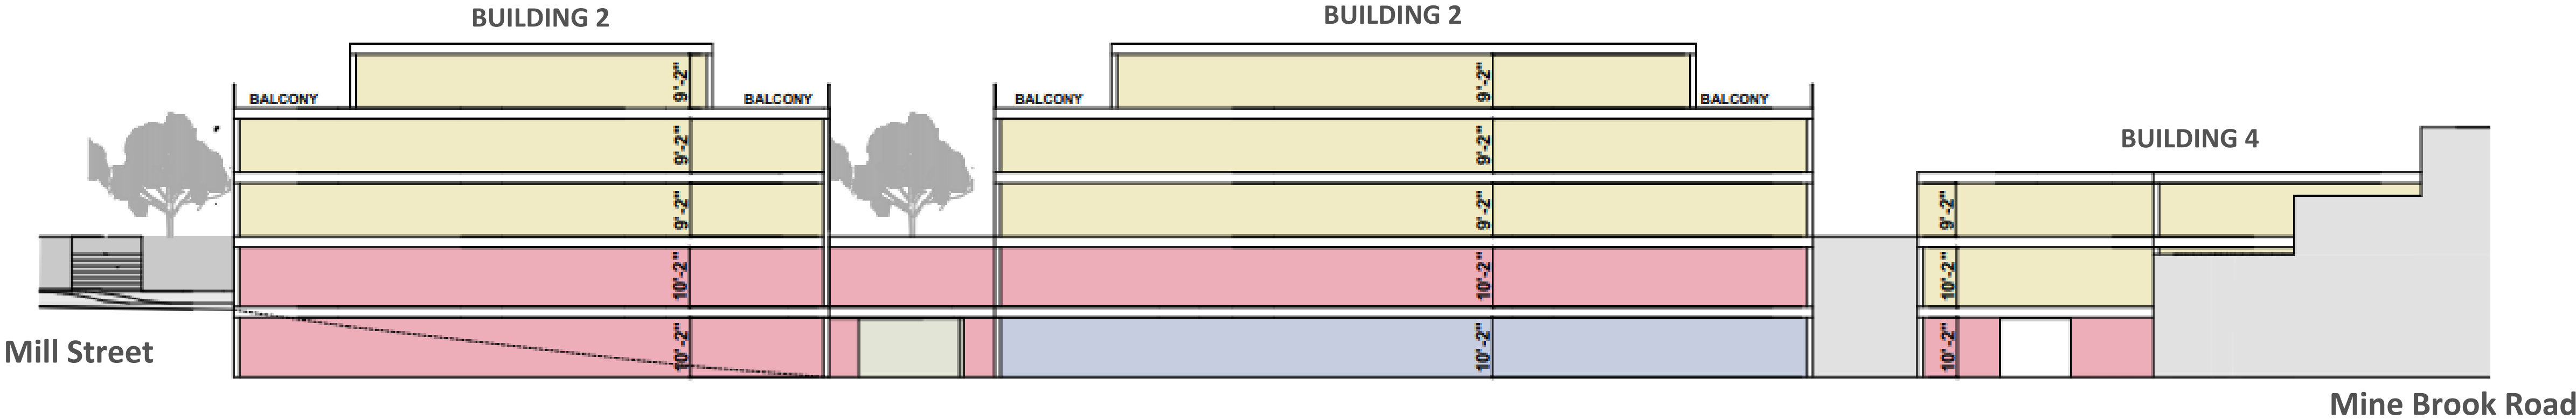 BUILDING 2
BUILDING 2
9'-2"
9'-2"
BALCONY
BALCONY
BALCONY
BALCONY
9'-2"
9'-2"
BUILDING 4
9'-2"
9'-2"
9'-2"
10'-2"
10'-2"
10'-2"
10'-2"
10'-2"
10'-2"
Mill Street
Mine Brook Road